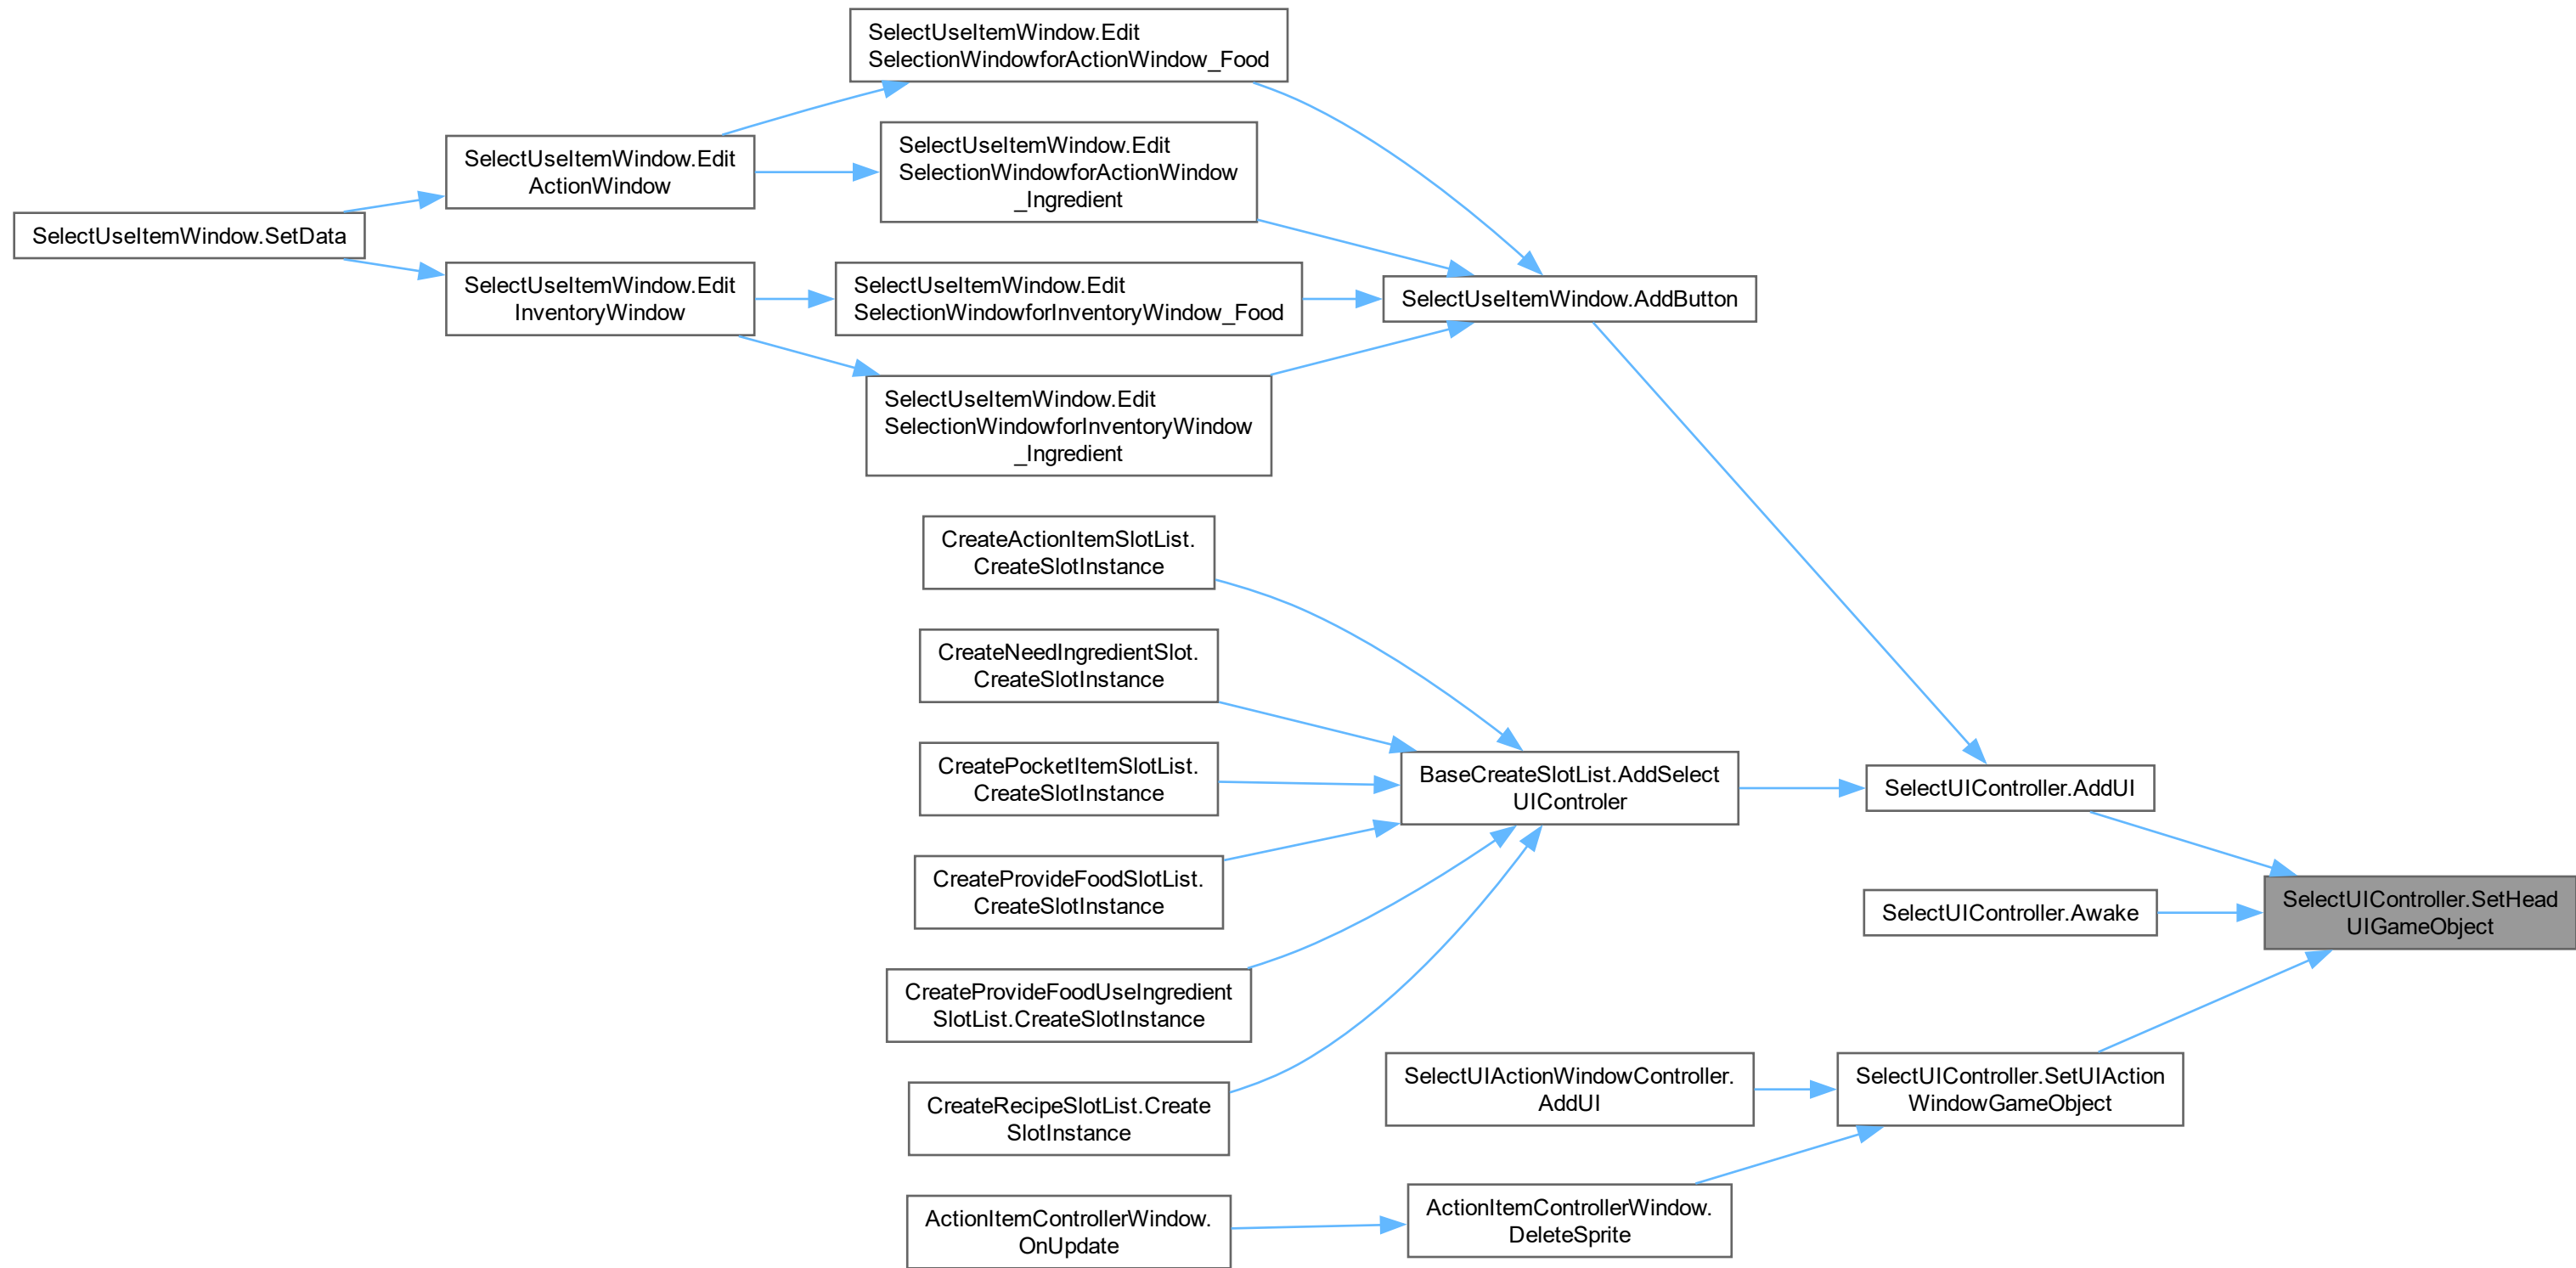 SelectUseItemWindow.Edit
SelectionWindowforActionWindow_Food
SelectUseItemWindow.Edit
SelectionWindowforActionWindow
_Ingredient
SelectUseItemWindow.Edit
ActionWindow
SelectUseItemWindow.SetData
SelectUseItemWindow.Edit
InventoryWindow
SelectUseItemWindow.Edit
SelectionWindowforInventoryWindow_Food
SelectUseItemWindow.AddButton
SelectUseItemWindow.Edit
SelectionWindowforInventoryWindow
_Ingredient
CreateActionItemSlotList.
CreateSlotInstance
CreateNeedIngredientSlot.
CreateSlotInstance
CreatePocketItemSlotList.
CreateSlotInstance
BaseCreateSlotList.AddSelect
UIControler
SelectUIController.AddUI
CreateProvideFoodSlotList.
CreateSlotInstance
SelectUIController.Awake
SelectUIController.SetHead
UIGameObject
CreateProvideFoodUseIngredient
SlotList.CreateSlotInstance
SelectUIActionWindowController.
AddUI
SelectUIController.SetUIAction
WindowGameObject
CreateRecipeSlotList.Create
SlotInstance
ActionItemControllerWindow.
OnUpdate
ActionItemControllerWindow.
DeleteSprite